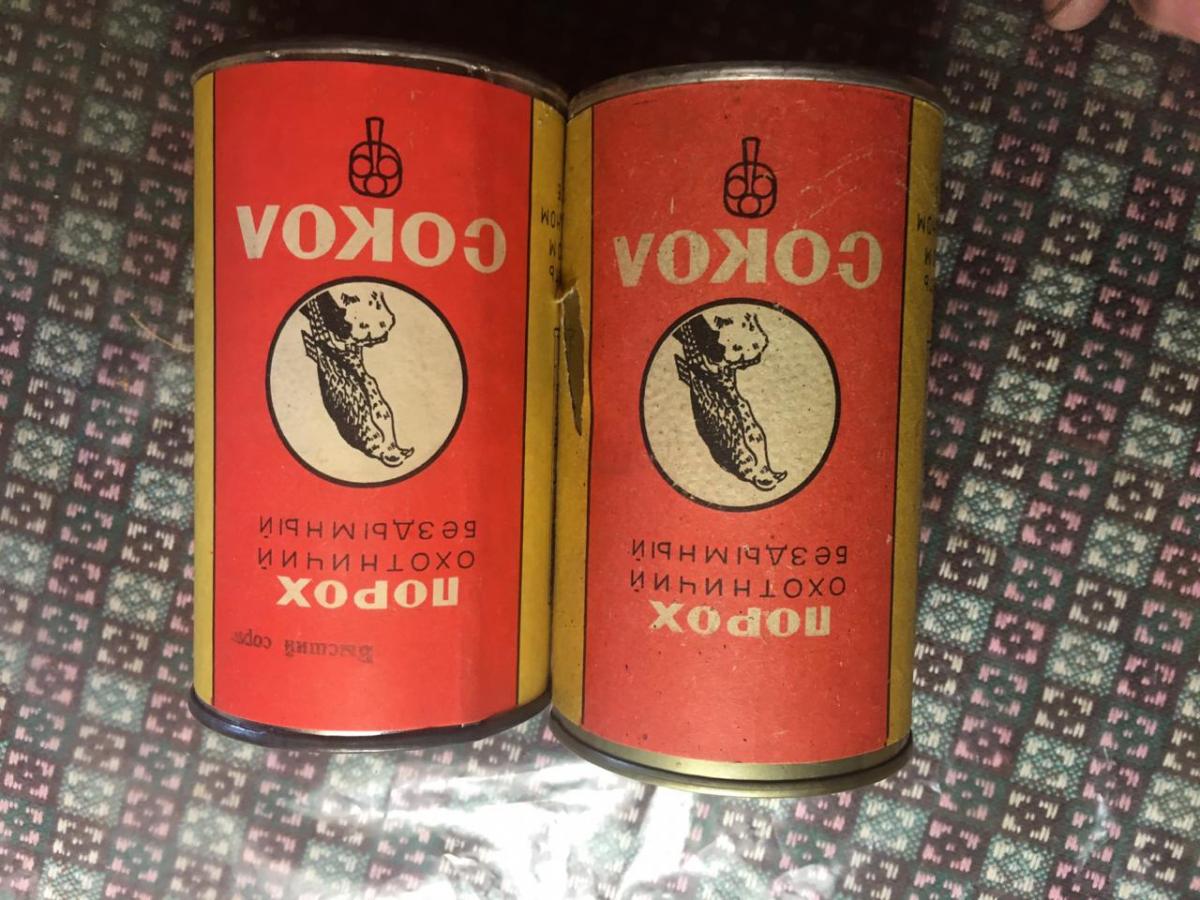 ПОРОХ
ОХОТНИЧИЙ
БЕЗДЫМНЫЙ
СОКОЛ
Высший сорт
ПОРОХ
ОХОТНИЧИЙ
БЕЗДЫМНЫЙ
СОКОЛ